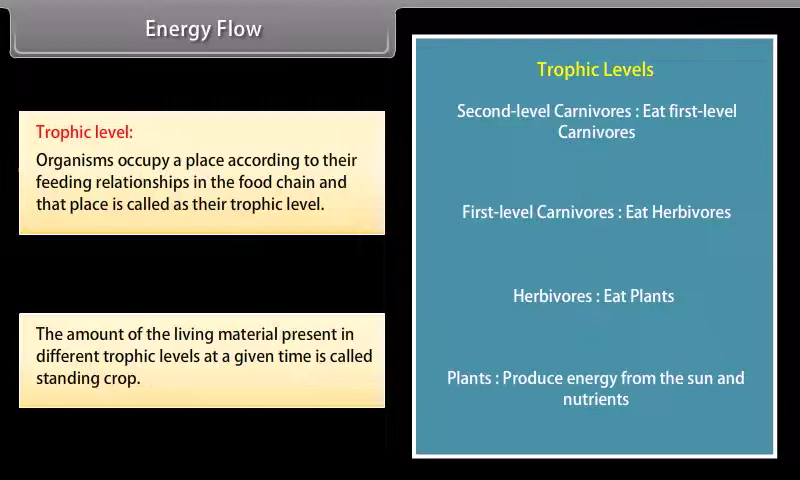 Energy Flow
Trophic level:
Organisms occupy a place according to their
feeding relationships in the food chain and
that place is called as their trophic level.
The amount of the living material present in
different trophic levels at a given time is called
standing crop.
Trophic Levels
Second-level Carnivores : Eat first-level
Carnivores
First-level Carnivores : Eat Herbivores
Herbivores : Eat Plants
Plants : Produce energy from the sun and
nutrients